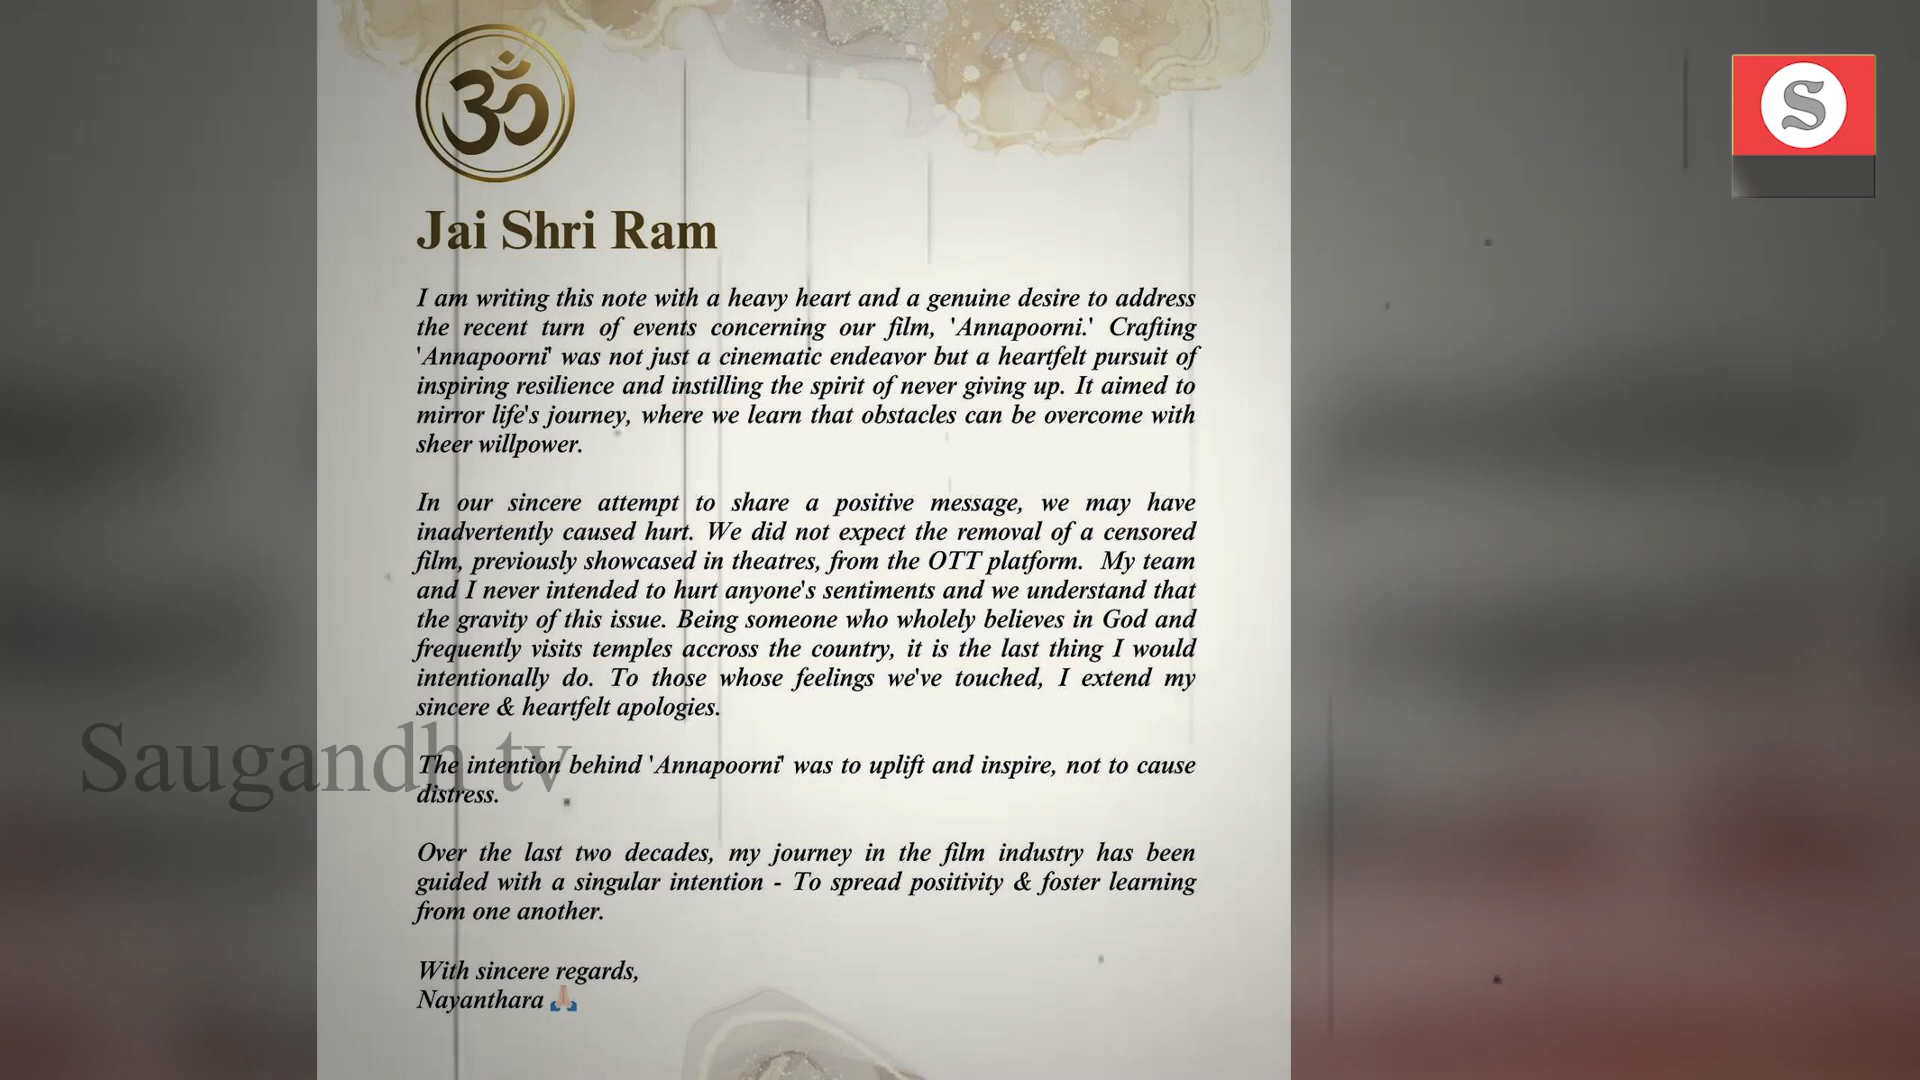 ॐ
S
Jai Shri Ram
I am writing this note with a heavy heart and a genuine desire to address
the recent turn of events concerning our film, 'Annapoorni.' Crafting
'Annapoorni' was not just a cinematic endeavor but a heartfelt pursuit of
inspiring resilience and instilling the spirit of never giving up. It aimed to
mirror life's journey, where we learn that obstacles can be overcome with
sheer willpower.
In our sincere attempt to share a positive message, we may have
inadvertently caused hurt. We did not expect the removal of a censored
film, previously showcased in theatres, from the OTT platform. My team
and I never intended to hurt anyone's sentiments and we understand that
the gravity of this issue. Being someone who wholely believes in God and
frequently visits temples accross the country, it is the last thing I would
intentionally do. To those whose feelings we've touched, I extend my
sincere & heartfelt apologies.
Saugandh tv
The intention behind 'Annapoorni' was to uplift and inspire, not to cause
distress.
Over the last two decades, my journey in the film industry has been
guided with a singular intention - To spread positivity & foster learning
from one another.
With sincere regards,
Nayanthara 🙏🏻